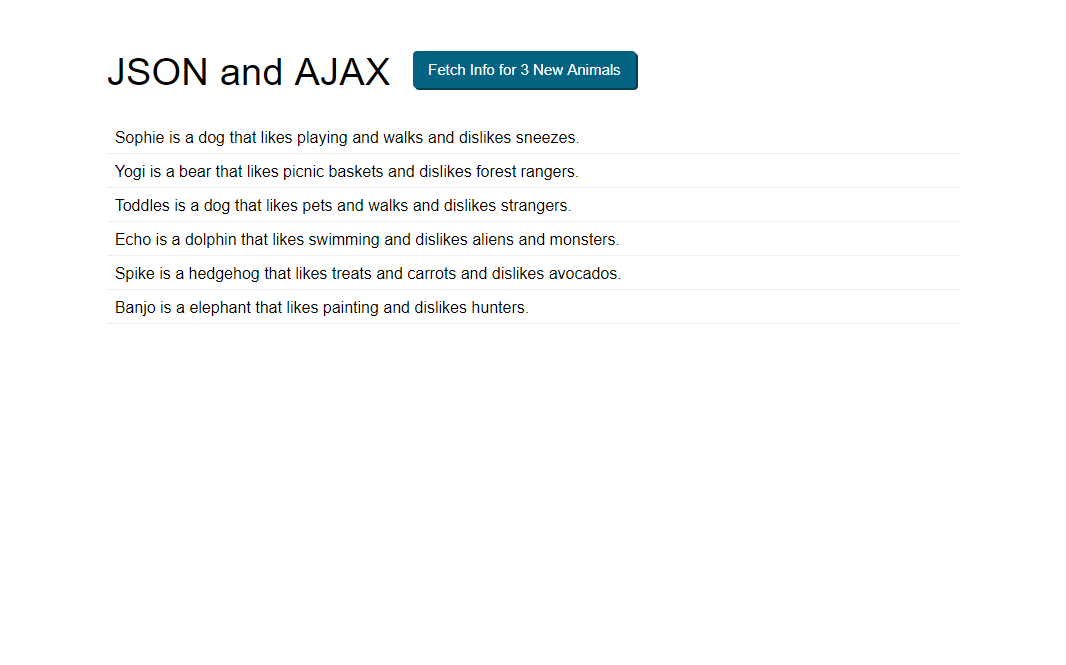 JSON and AJAX
Fetch Info for 3 New Animals
Sophie is a dog that likes playing and walks and dislikes sneezes.
Yogi is a bear that likes picnic baskets and dislikes forest rangers.
Toddles is a dog that likes pets and walks and dislikes strangers.
Echo is a dolphin that likes swimming and dislikes aliens and monsters.
Spike is a hedgehog that likes treats and carrots and dislikes avocados.
Banjo is a elephant that likes painting and dislikes hunters.